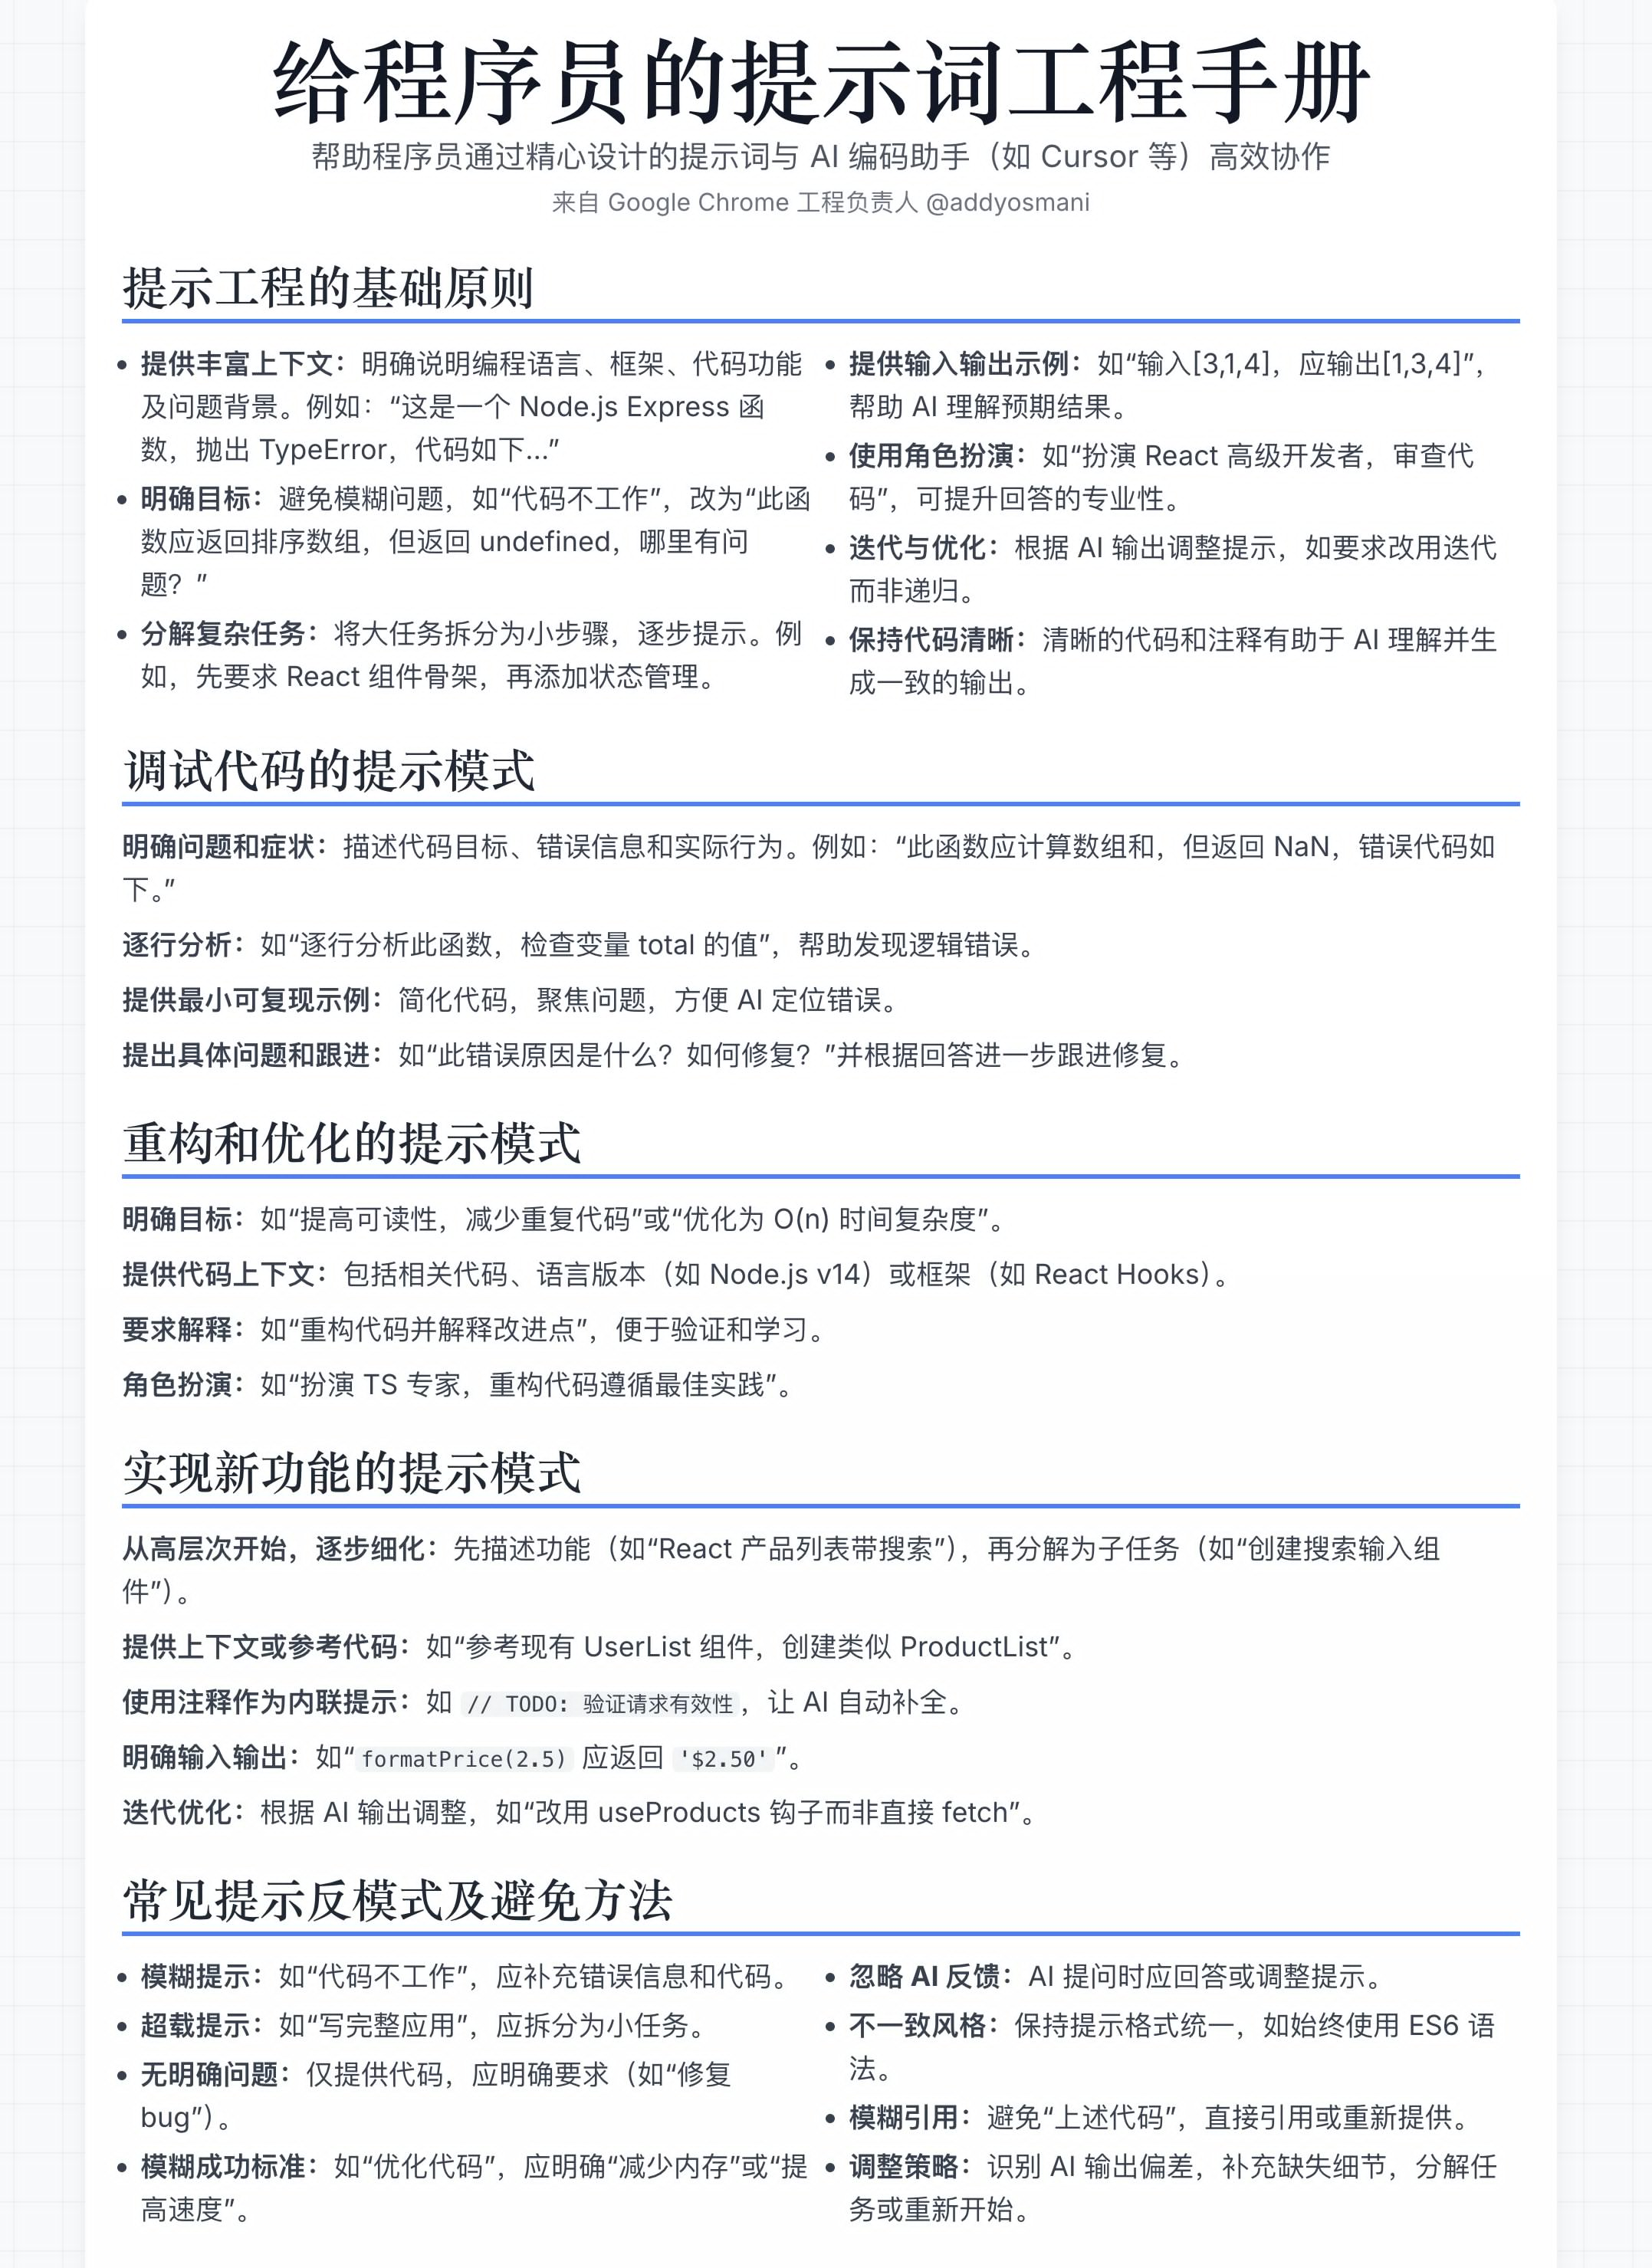 给程序员的提示词工程手册
帮助程序员通过精心设计的提示词与 AI 编码助手（如 Cursor 等）高效协作
来自 Google Chrome 工程负责人 @addyosmani
提示工程的基础原则
• 提供丰富上下文：明确说明编程语言、框架、代码功能
及问题背景。例如：“这是一个 Node.js Express 函
数，抛出 TypeError，代码如下...”
• 明确目标：避免模糊问题，如“代码不工作”，改为“此函
数应返回排序数组，但返回 undefined，哪里有问
题？”
• 分解复杂任务：将大任务拆分为小步骤，逐步提示。例
如，先要求 React 组件骨架，再添加状态管理。
• 提供输入输出示例：如“输入[3,1,4]，应输出[1,3,4]”，
帮助 AI 理解预期结果。
• 使用角色扮演：如“扮演 React 高级开发者，审查代
码”，可提升回答的专业性。
• 迭代与优化：根据 AI 输出调整提示，如要求改用迭代
而非递归。
• 保持代码清晰：清晰的代码和注释有助于 AI 理解并生
成一致的输出。
调试代码的提示模式
明确问题和症状：描述代码目标、错误信息和实际行为。例如：“此函数应计算数组和，但返回 NaN，错误代码如
下。”
逐行分析：如“逐行分析此函数，检查变量 total 的值”，帮助发现逻辑错误。
提供最小可复现示例：简化代码，聚焦问题，方便 AI 定位错误。
提出具体问题和跟进：如“此错误原因是什么？如何修复？”并根据回答进一步跟进修复。
重构和优化的提示模式
明确目标：如“提高可读性，减少重复代码”或“优化为 O(n) 时间复杂度”。
提供代码上下文：包括相关代码、语言版本（如 Node.js v14）或框架（如 React Hooks）。
要求解释：如“重构代码并解释改进点”，便于验证和学习。
角色扮演：如“扮演 TS 专家，重构代码遵循最佳实践”。
实现新功能的提示模式
从高层次开始，逐步细化：先描述功能（如“React 产品列表带搜索”），再分解为子任务（如“创建搜索输入组
件”）。
提供上下文或参考代码：如“参考现有 UserList 组件，创建类似 ProductList”。
使用注释作为内联提示：如 // TODO: 验证请求有效性，让 AI 自动补全。
明确输入输出：如“formatPrice(2.5) 应返回 '$2.50'”。
迭代优化：根据 AI 输出调整，如“改用 useProducts 钩子而非直接 fetch”。
常见提示反模式及避免方法
• 模糊提示：如“代码不工作”，应补充错误信息和代码。
• 超载提示：如“写完整应用”，应拆分为小任务。
• 无明确问题：仅提供代码，应明确要求（如“修复
bug”）。
• 模糊成功标准：如“优化代码”，应明确“减少内存”或“提
高速度”。
• 忽略 AI 反馈：AI 提问时应回答或调整提示。
• 不一致风格：保持提示格式统一，如始终使用 ES6 语
法。
• 模糊引用：避免“上述代码”，直接引用或重新提供。
• 调整策略：识别 AI 输出偏差，补充缺失细节，分解任
务或重新开始。